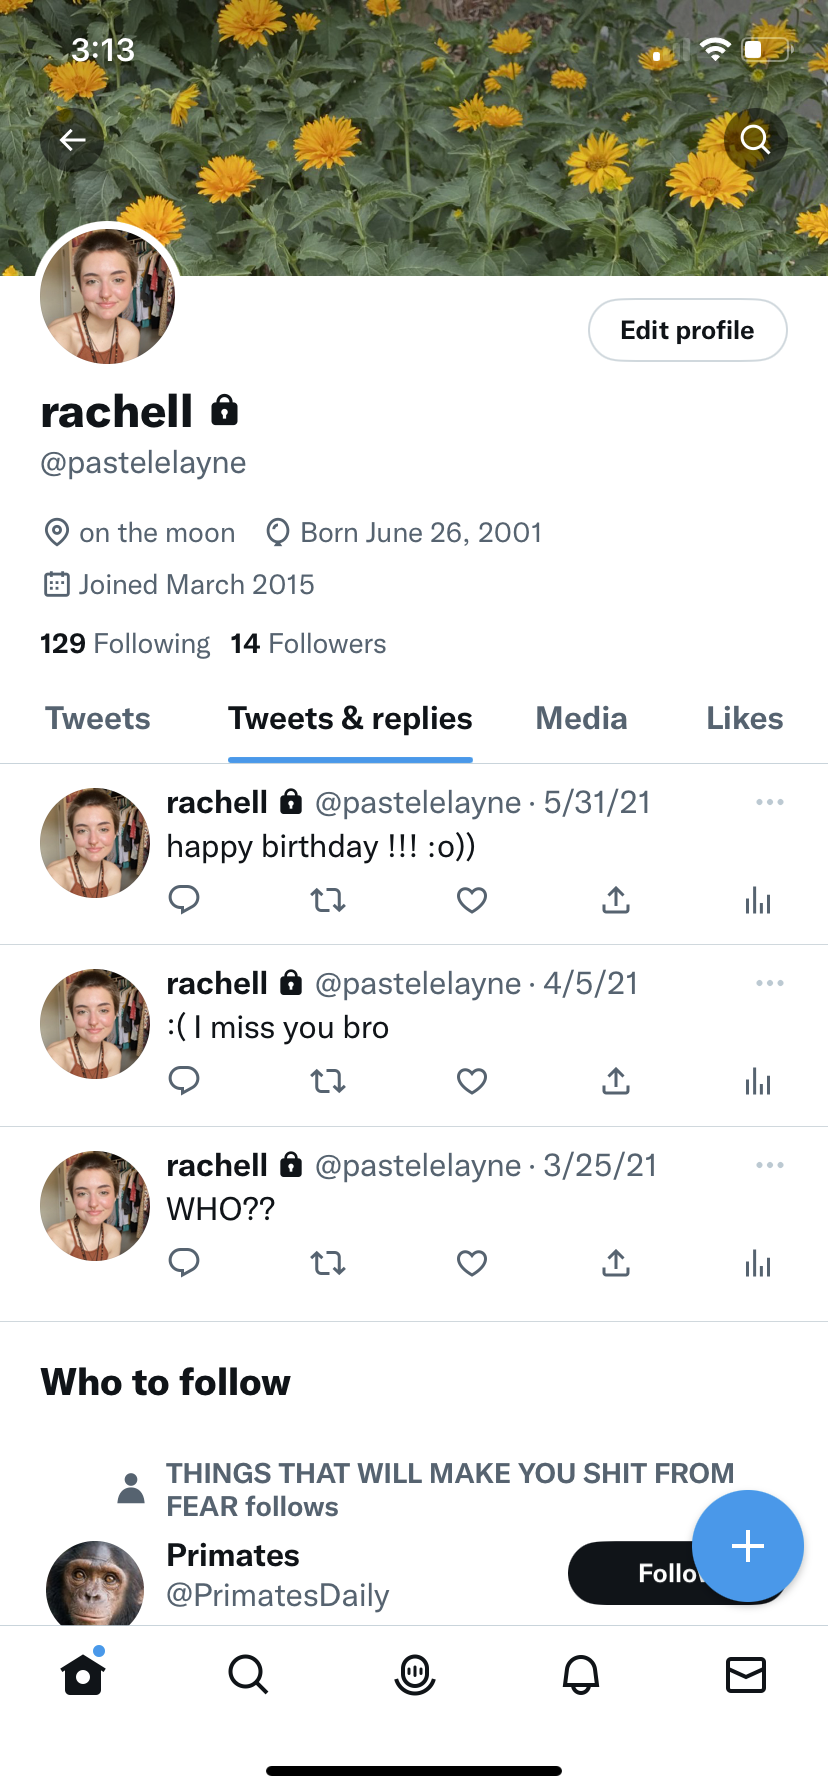 3:13
Edit profile
rachell
@pastelelayne
on the moon Born June 26, 2001
Joined March 2015
129 Following 14 Followers
Tweets Tweets & replies Media Likes
rachell @pastelelayne · 5/31/21
happy birthday !!! :o))
rachell @pastelelayne · 4/5/21
:( I miss you bro
rachell @pastelelayne · 3/25/21
WHO??
Who to follow
THINGS THAT WILL MAKE YOU SHIT FROM
FEAR follows
Primates
@PrimatesDaily